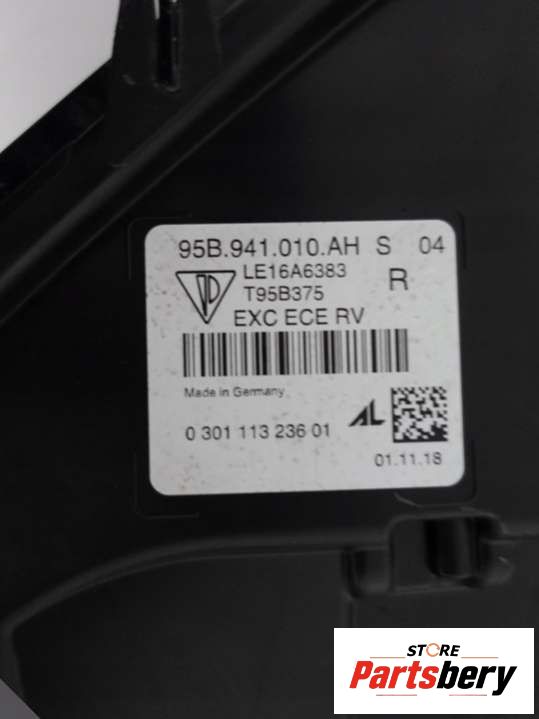 95B.941.010.AH S 04
LE16A6383
T95B375 R
EXC ECE RV
Made in Germany
0 301 113 236 01 AL
01.11.18
STORE
Partsbery